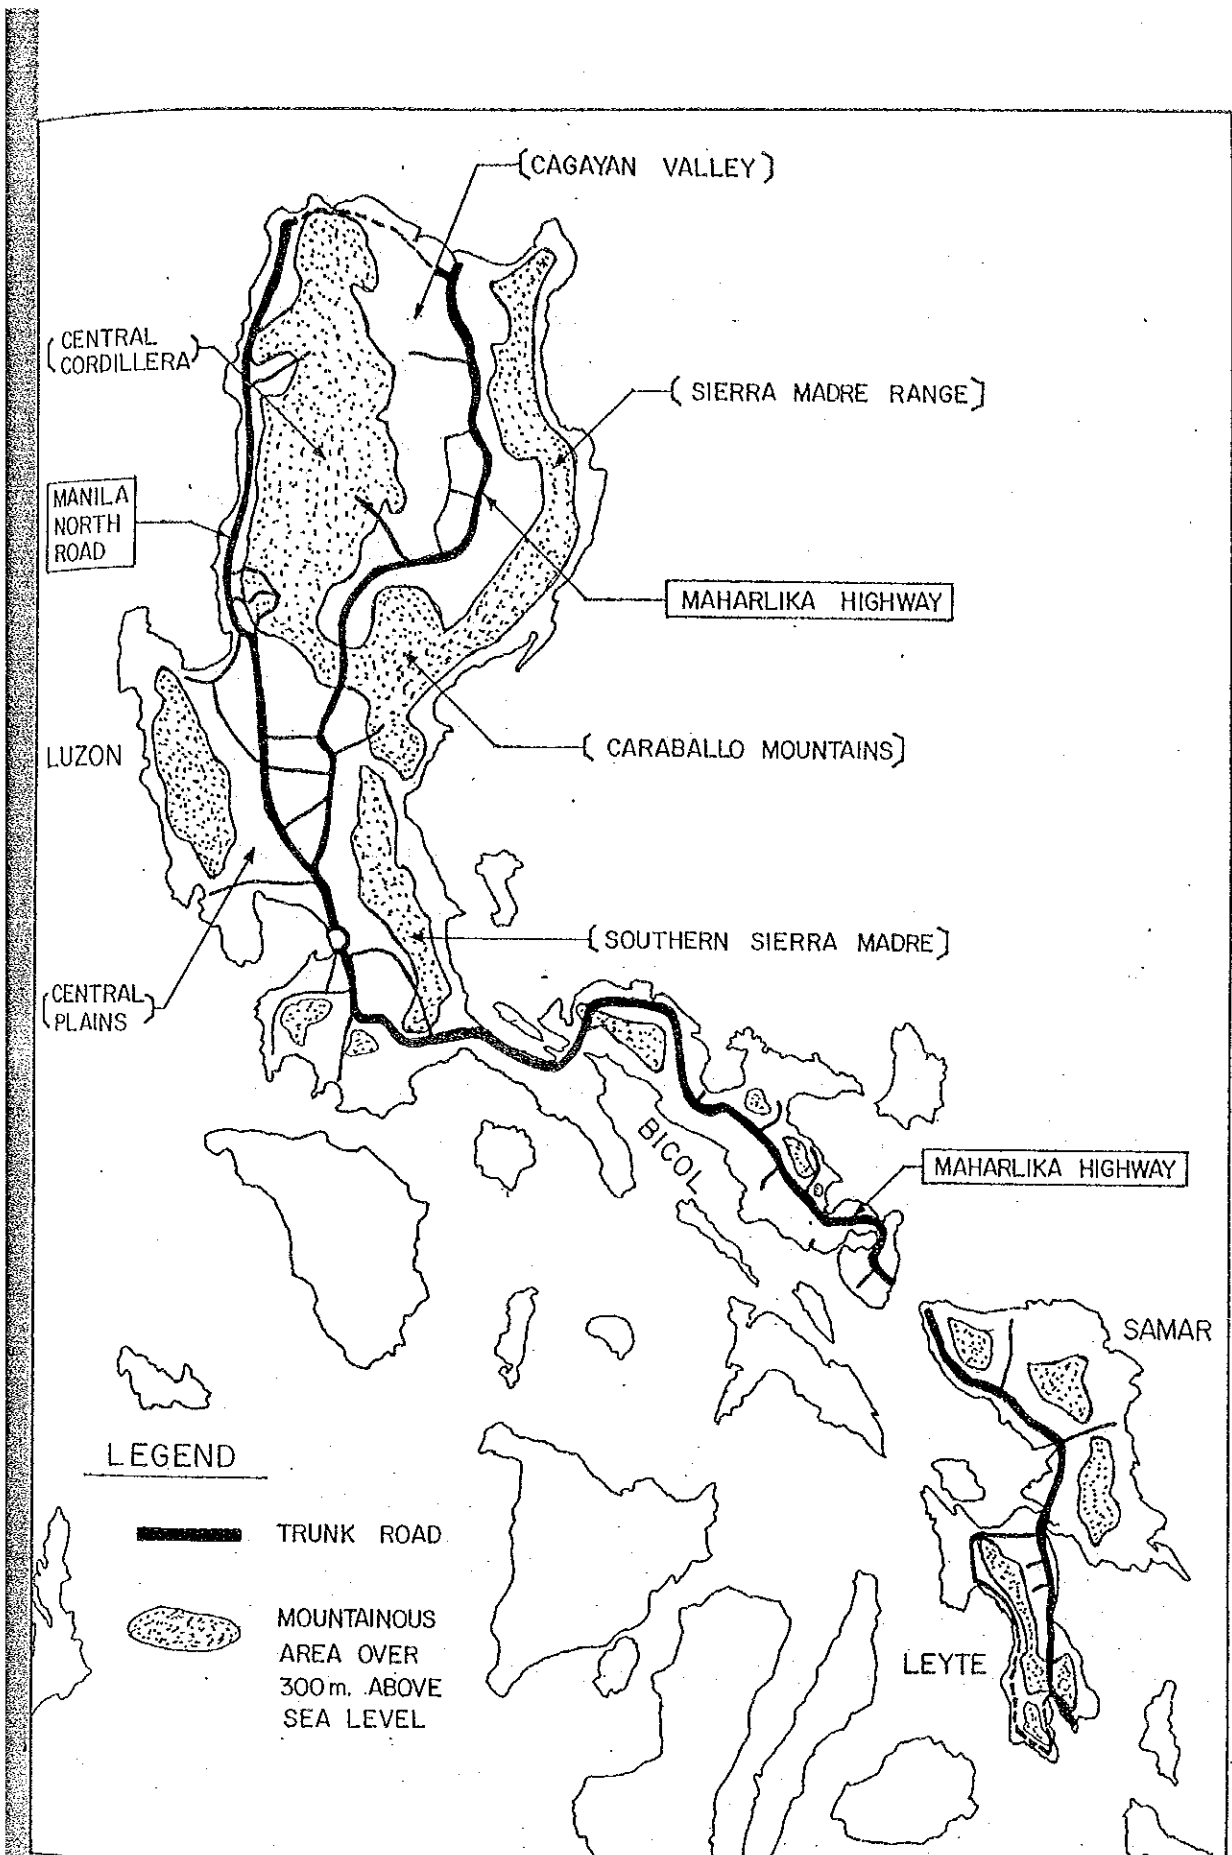 [CAGAYAN VALLEY]
[CENTRAL
CORDILLERA]
[SIERRA MADRE RANGE]
MANILA
NORTH
ROAD
MAHARLIKA HIGHWAY
LUZON
[CARABALLO MOUNTAINS]
[SOUTHERN SIERRA MADRE]
[CENTRAL
PLAINS]
BICOL
MAHARLIKA HIGHWAY
SAMAR
LEGEND
TRUNK ROAD
MOUNTAINOUS
AREA OVER
300m. ABOVE
SEA LEVEL
LEYTE